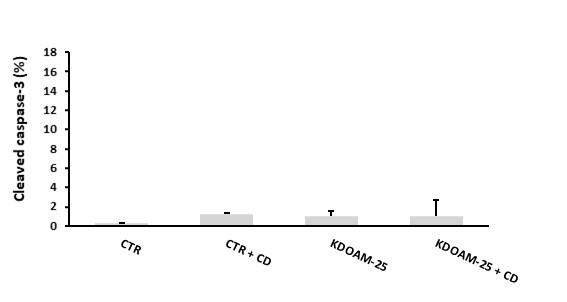 Cleaved caspase-3 (%)
18
16
14
12
10
8
6
4
2
0
CTR
CTR + CD
KDOAM-25
KDOAM-25 + CD